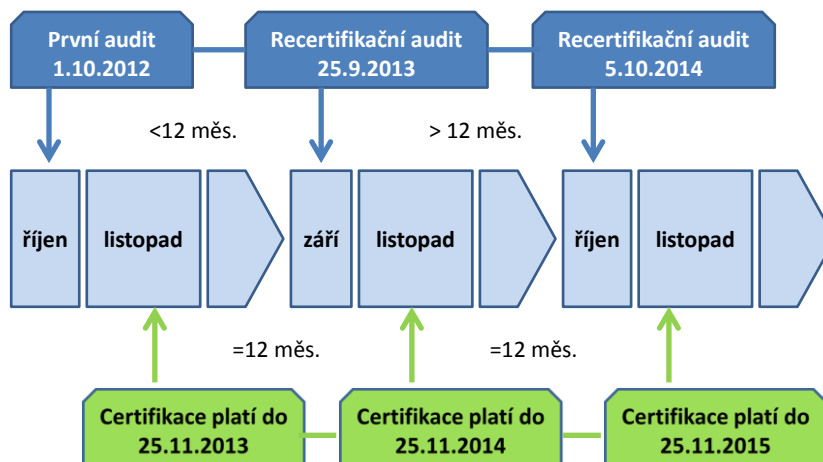 První audit
1.10.2012
Recertifikační audit
25.9.2013
Recertifikační audit
5.10.2014
<12 měs.
> 12 měs.
říjen
listopad
září
listopad
říjen
listopad
=12 měs.
=12 měs.
Certifikace platí do
25.11.2013
Certifikace platí do
25.11.2014
Certifikace platí do
25.11.2015